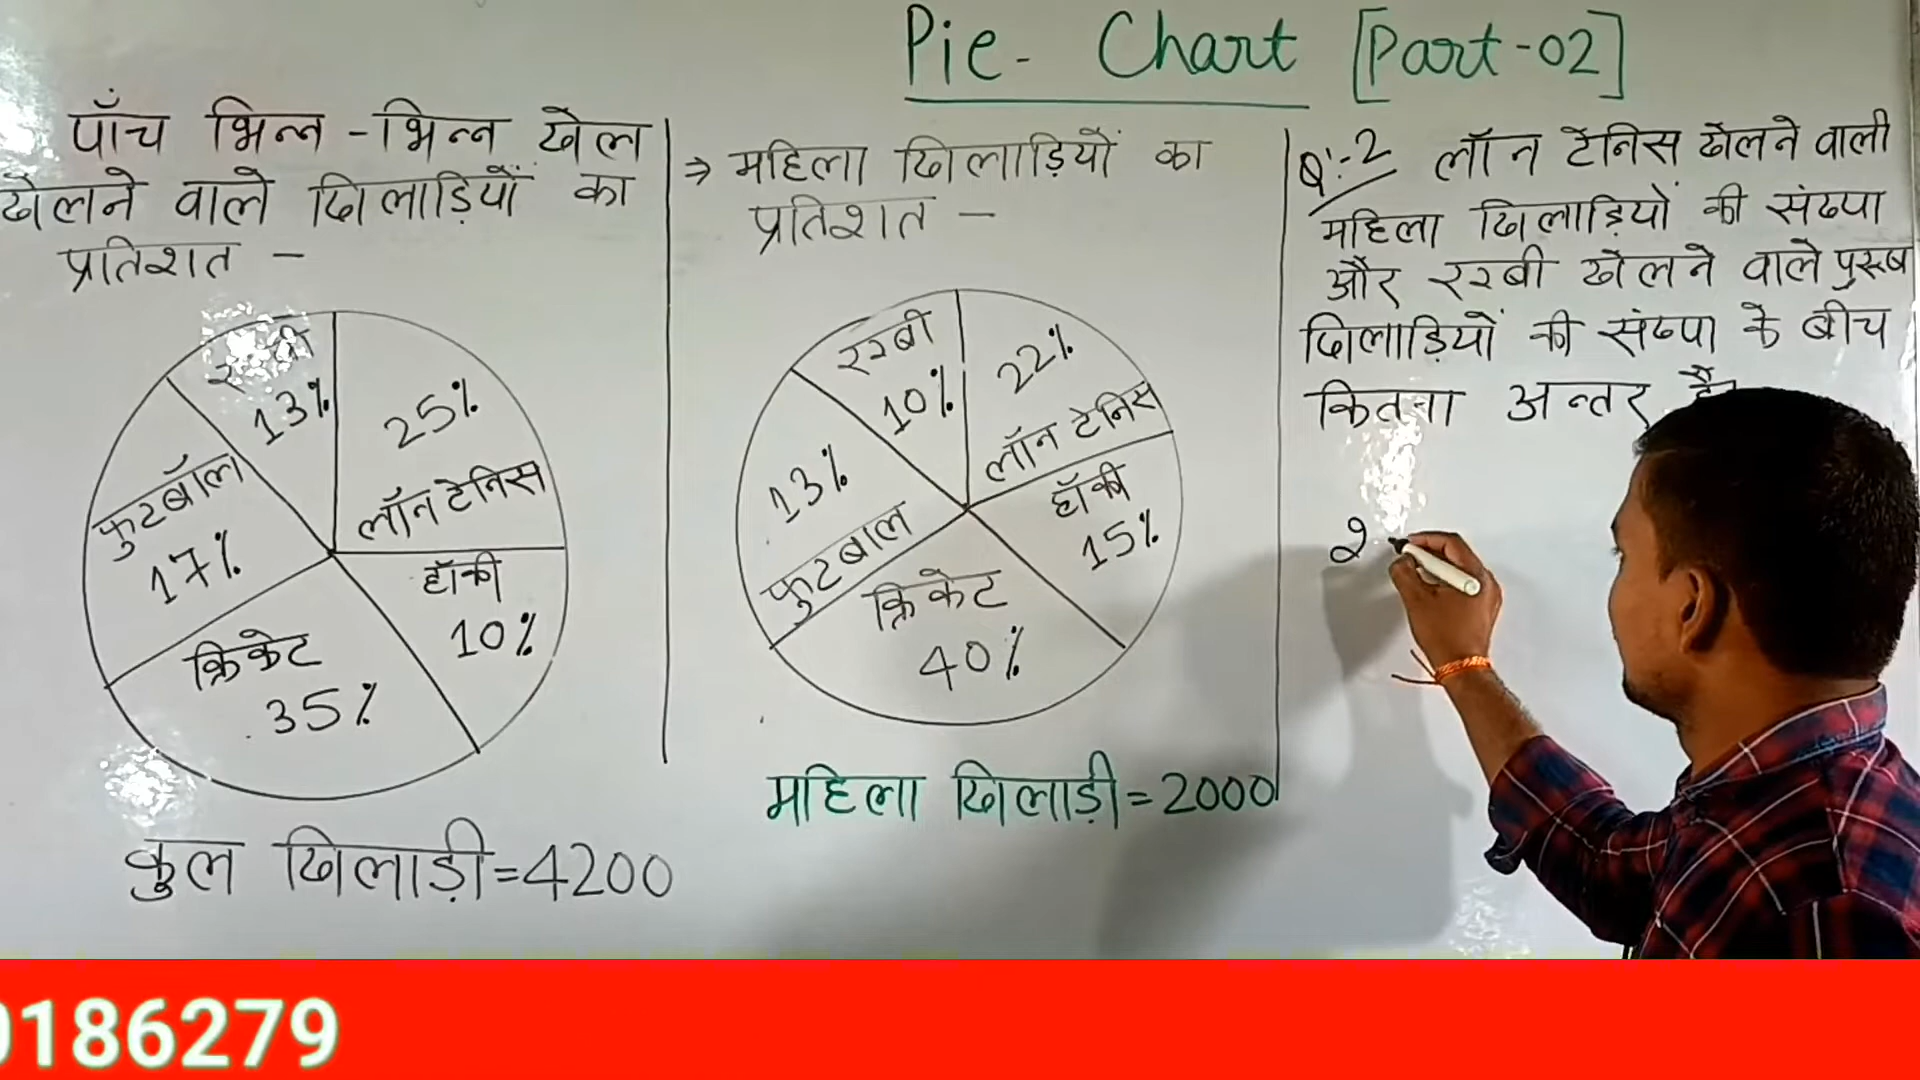 Pie- Chart [Part-02]
पाँच भिन्न-भिन्न खेल
खेलने वाले खिलाड़ियों का
प्रतिशत -
13%
25%
लॉन टेनिस
फुटबॉल
17%
हॉकी
10%
क्रिकेट
35%
कुल खिलाड़ी=4200
⇒ महिला खिलाड़ियों का
प्रतिशत -
रग्बी
10%
22%
लॉन टेनिस
13%
फुटबाल
हॉकी
15%
क्रिकेट
40%
महिला खिलाड़ी=2000
Q:-2 लॉन टेनिस खेलने वाली
महिला खिलाड़ियों की संख्या
और रग्बी खेलने वाले पुरूष
खिलाड़ियों की संख्या के बीच
कितना अन्तर है
0186279